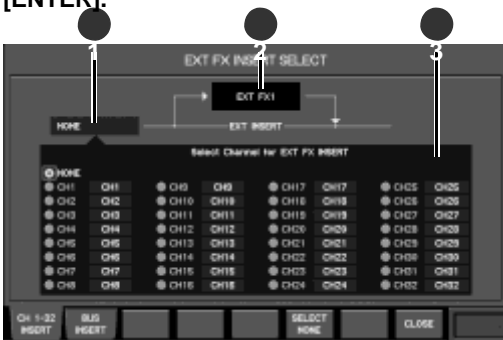 [ENTER].
1 2 3
EXT FX INSERT SELECT
EXT FX1
NONE EXT INSERT
Select Channel for EXT FX INSERT
NONE
CH1 CH1 CH9 CH9 CH17 CH17 CH25 CH25
CH2 CH2 CH10 CH10 CH18 CH18 CH26 CH26
CH3 CH3 CH11 CH11 CH19 CH19 CH27 CH27
CH4 CH4 CH12 CH12 CH20 CH20 CH28 CH28
CH5 CH5 CH13 CH13 CH21 CH21 CH29 CH29
CH6 CH6 CH14 CH14 CH22 CH22 CH30 CH30
CH7 CH7 CH15 CH15 CH23 CH23 CH31 CH31
CH8 CH8 CH16 CH16 CH24 CH24 CH32 CH32
CH 1-32 INSERT BUS INSERT SELECT NONE CLOSE